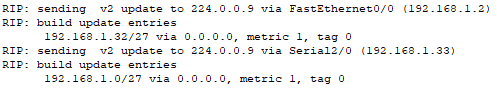 RIP: sending  v2 update to 224.0.0.9 via FastEthernet0/0 (192.168.1.2)
RIP: build update entries
      192.168.1.32/27 via 0.0.0.0, metric 1, tag 0
RIP: sending  v2 update to 224.0.0.9 via Serial2/0 (192.168.1.33)
RIP: build update entries
      192.168.1.0/27 via 0.0.0.0, metric 1, tag 0